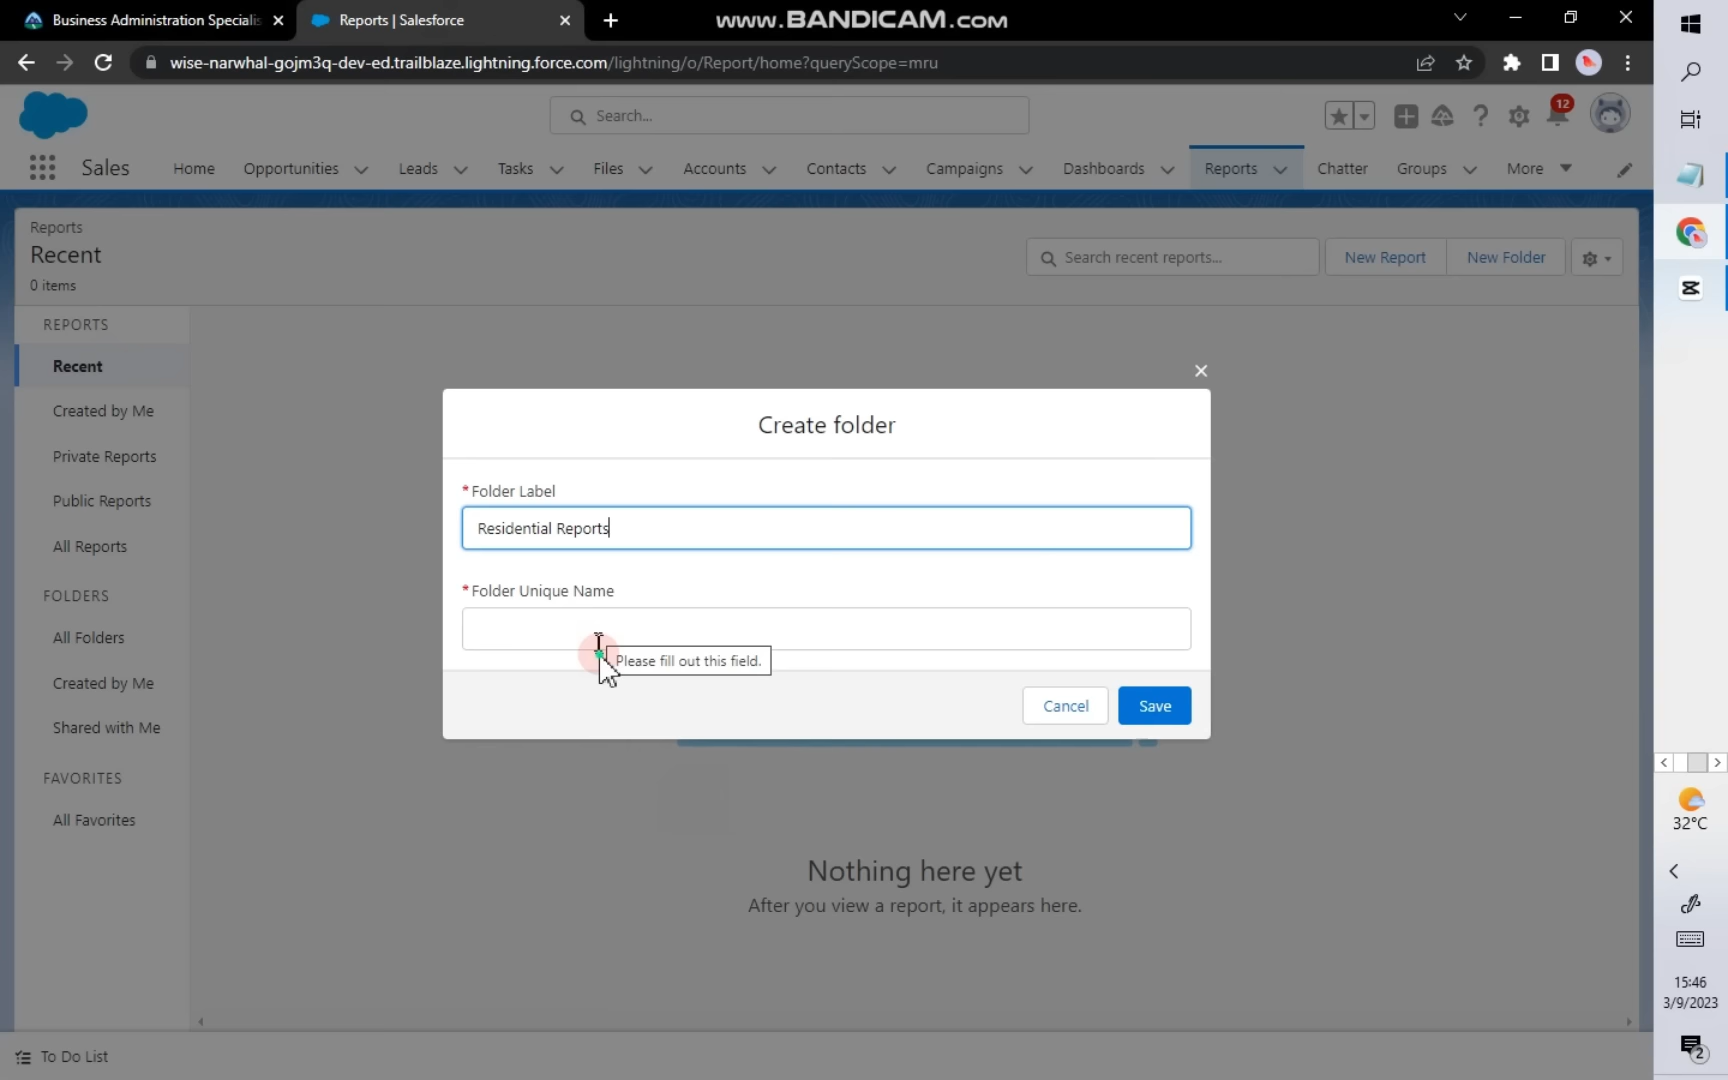 Business Administration Specialis
Reports | Salesforce
www.BANDICAM.com
wise-narwhal-gojm3q-dev-ed.trailblaze.lightning.force.com/lightning/o/Report/home?queryScope=mru
Search...
12
Sales
Home
Opportunities
Leads
Tasks
Files
Accounts
Contacts
Campaigns
Dashboards
Reports
Chatter
Groups
More
Reports
Recent
0 items
Search recent reports...
New Report
New Folder
REPORTS
Recent
Created by Me
Private Reports
Public Reports
All Reports
FOLDERS
All Folders
Created by Me
Shared with Me
FAVORITES
All Favorites
Create folder
*Folder Label
Residential Reports
*Folder Unique Name
Please fill out this field.
Cancel
Save
Nothing here yet
After you view a report, it appears here.
To Do List
32°C
15:46
3/9/2023
2